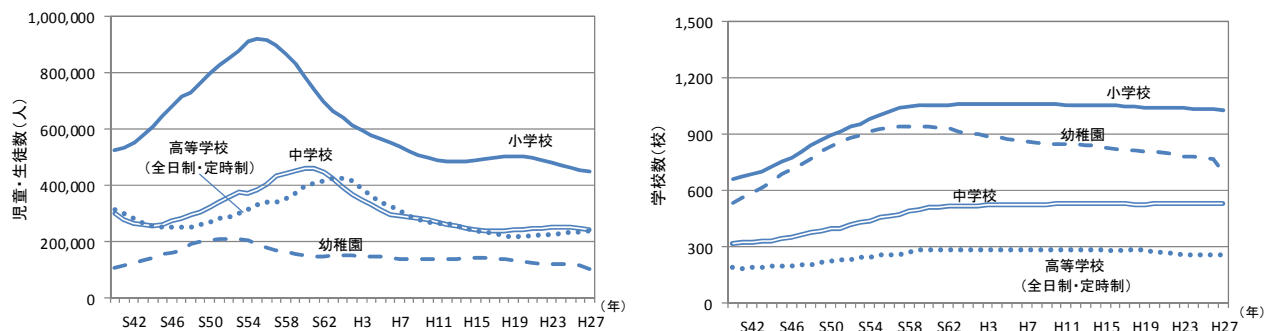 児童・生徒数(人)
1,000,000
800,000
600,000
400,000
200,000
0
小学校
中学校
高等学校
(全日制・定時制)
幼稚園
S42 S46 S50 S54 S58 S62 H3 H7 H11 H15 H19 H23 H27
(年)
学校数(校)
1,500
1,200
900
600
300
0
小学校
幼稚園
中学校
高等学校
(全日制・定時制)
S42 S46 S50 S54 S58 S62 H3 H7 H11 H15 H19 H23 H27
(年)